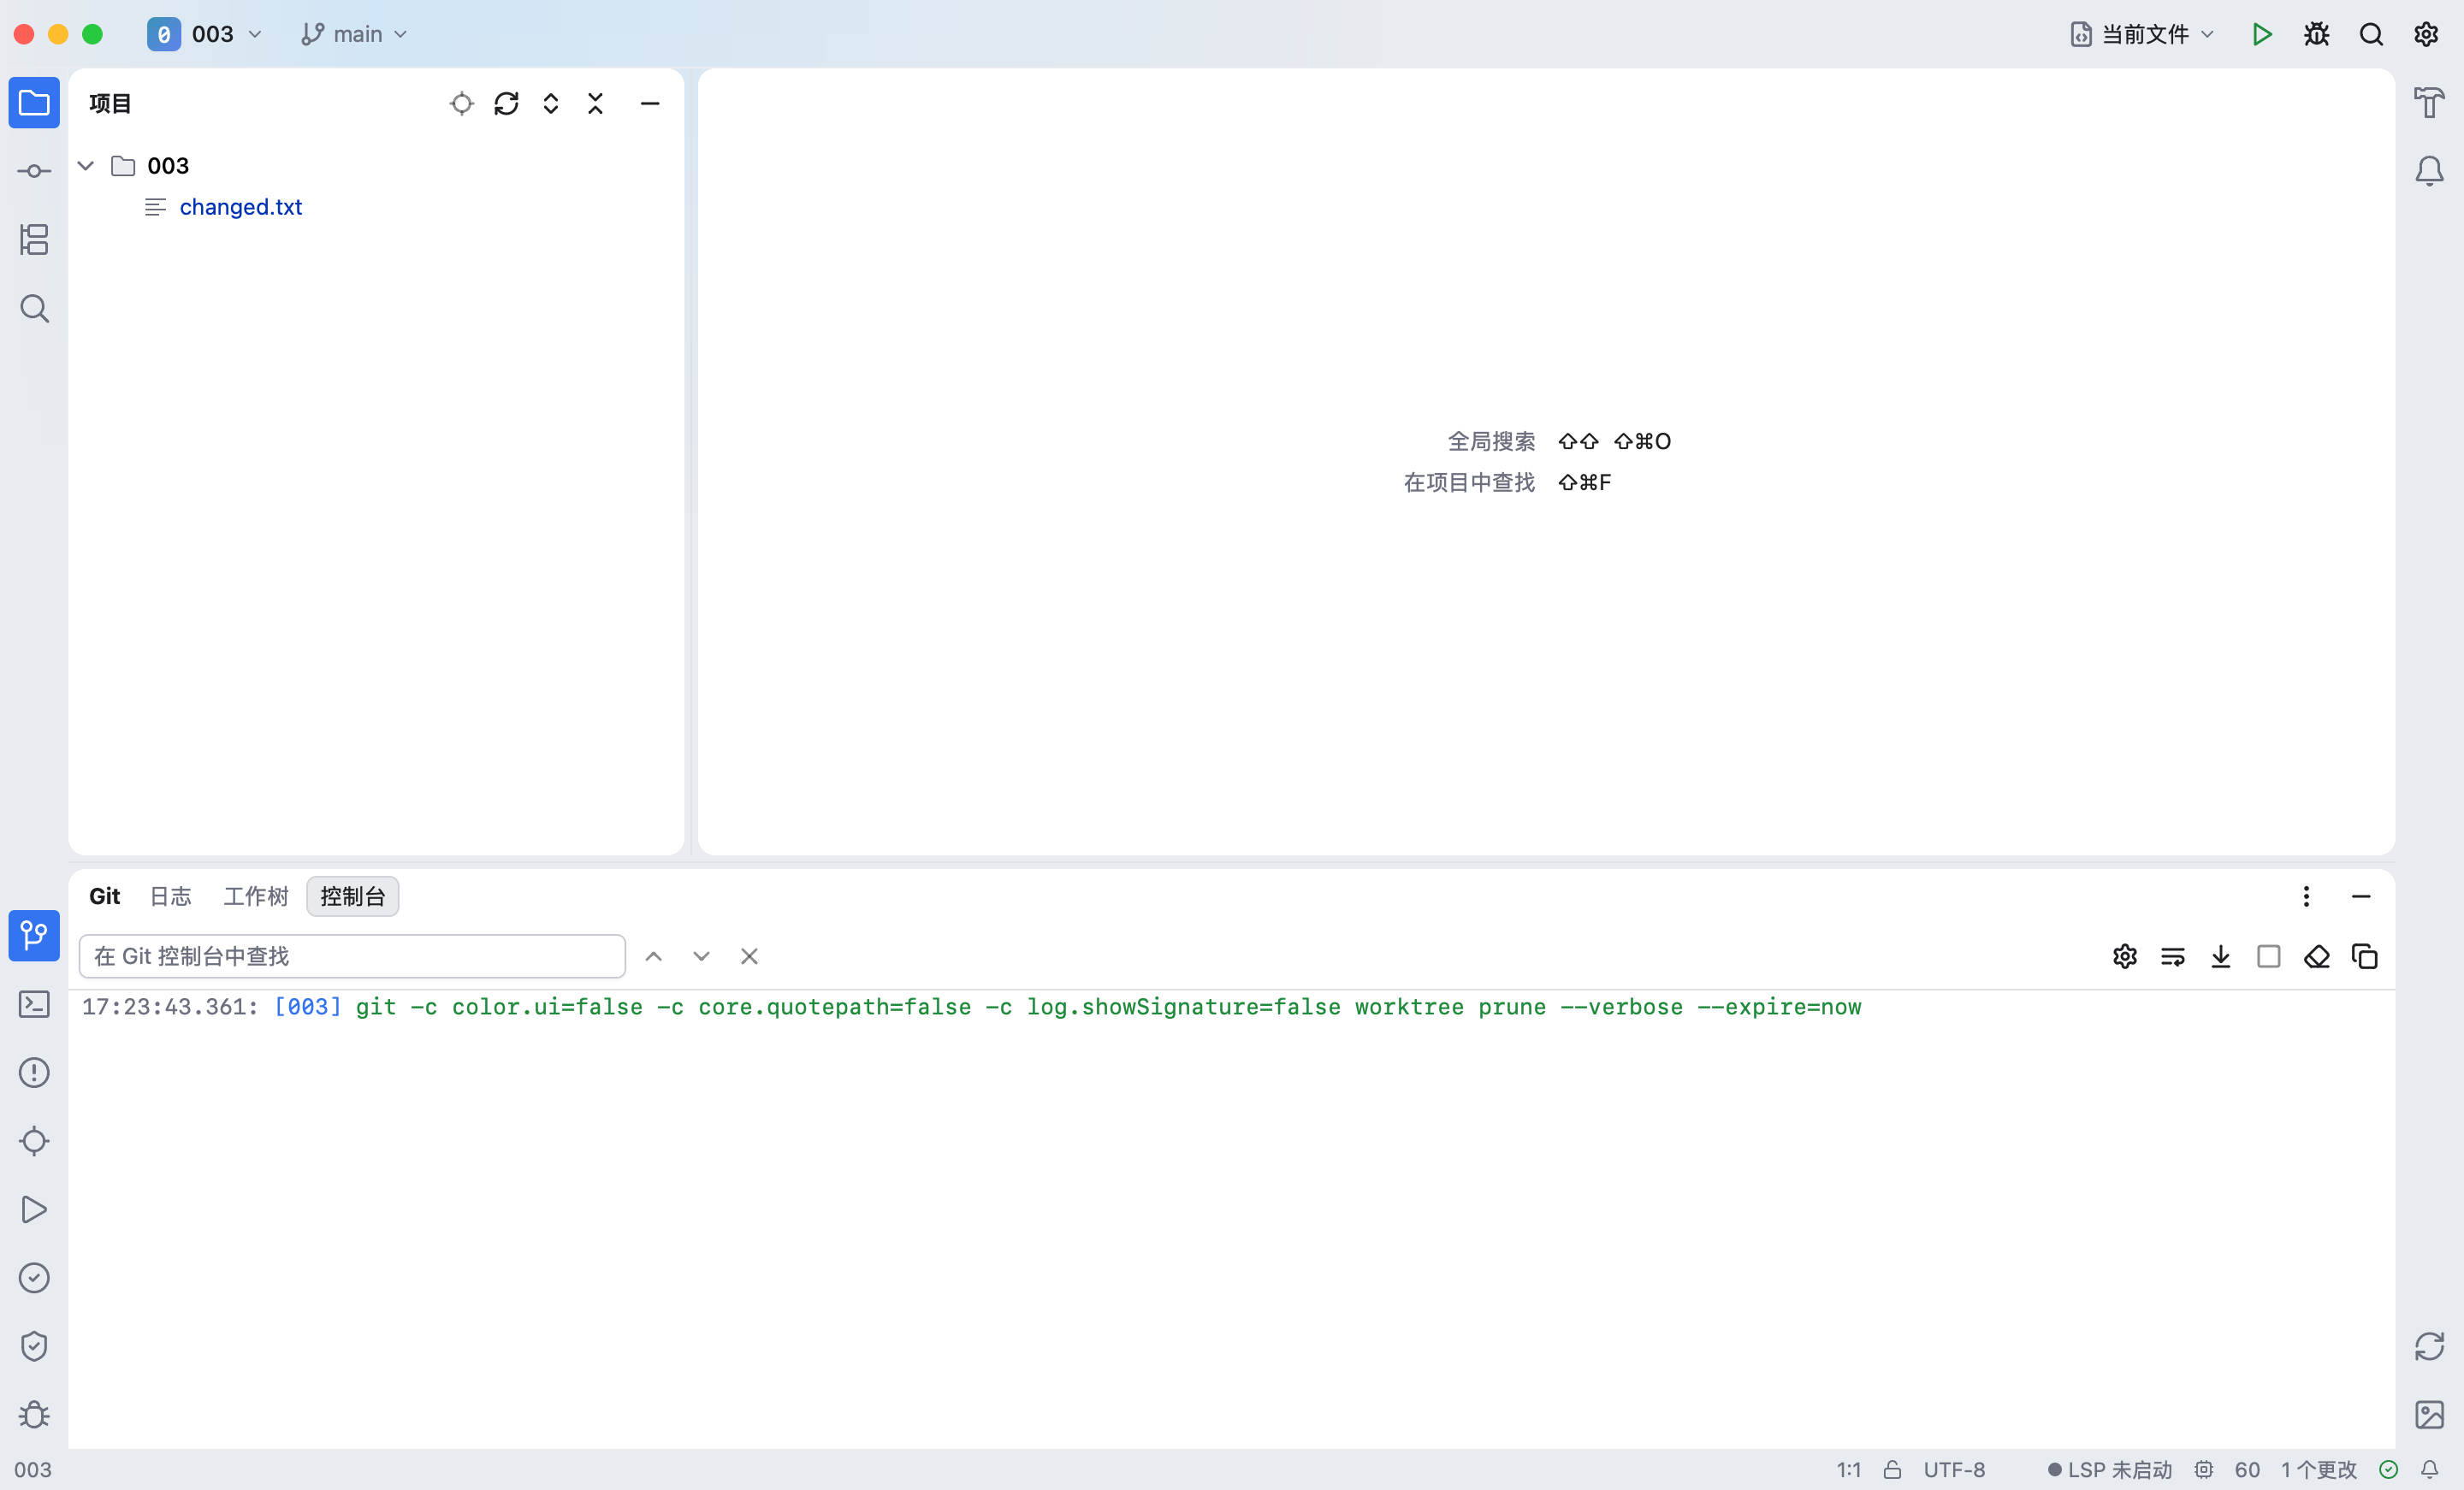 0 003 main 当前文件
项目
003
changed.txt
全局搜索 ⇧⇧ ⇧⌘O
在项目中查找 ⇧⌘F
Git 日志 工作树 控制台
在 Git 控制台中查找
17:23:43.361: [003] git -c color.ui=false -c core.quotepath=false -c log.showSignature=false worktree prune --verbose --expire=now
003 1:1 UTF-8 LSP 未启动 60 1 个更改